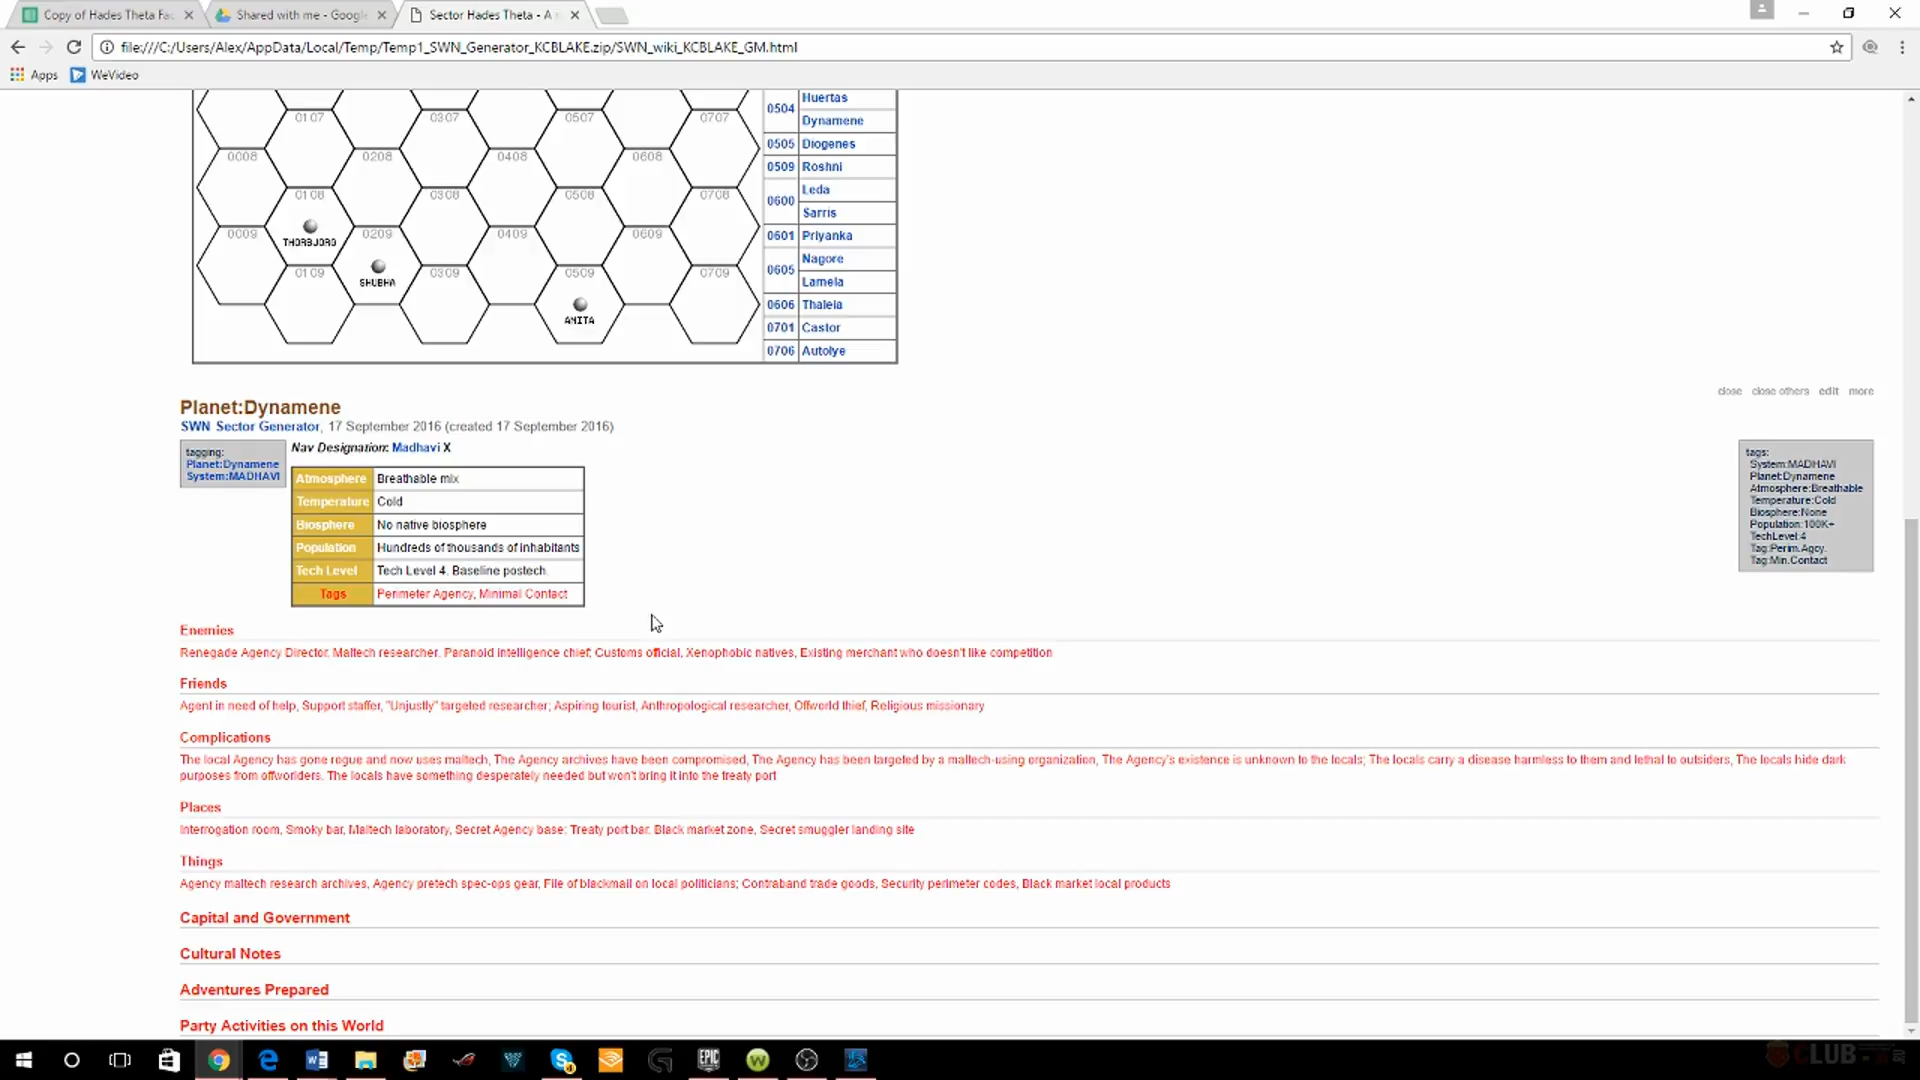 Copy of Hades Theta Fac
Shared with me - Google
Sector Hades Theta - A
file:///C:/Users/Alex/AppData/Local/Temp/Temp1_SWN_Generator_KCBLAKE.zip/SWN_wiki_KCBLAKE_GM.html
Apps WeVideo
0107 0307 0507 0707
0008 0208 0408 0608
0108 0308 0508 0708
THORBJORG
0009 0209 0409 0609
SHUBHA
0109 0309 0509 0709
ANITA
0504 Huertas
Dynamene
0505 Diogenes
0509 Roshni
0600 Leda
Sarris
0601 Priyanka
0605 Nagore
Lamela
0606 Thaleia
0701 Castor
0706 Autolye
close close others edit more
Planet:Dynamene
SWN Sector Generator, 17 September 2016 (created 17 September 2016)
tagging:
Planet:Dynamene
System:MADHAVI
Nav Designation: Madhavi X
Atmosphere Breathable mix
Temperature Cold
Biosphere No native biosphere
Population Hundreds of thousands of inhabitants
Tech Level Tech Level 4. Baseline postech.
Tags Perimeter Agency, Minimal Contact
tags:
System:MADHAVI
Planet:Dynamene
Atmosphere:Breathable
Temperature:Cold
Biosphere:None
Population:100K+
TechLevel:4
Tag:Perim.Agcy.
Tag:Min.Contact
Enemies
Renegade Agency Director, Maltech researcher, Paranoid intelligence chief; Customs official, Xenophobic natives, Existing merchant who doesn't like competition
Friends
Agent in need of help, Support staffer, "Unjustly" targeted researcher; Aspiring tourist, Anthropological researcher, Offworld thief, Religious missionary
Complications
The local Agency has gone rogue and now uses maltech, The Agency archives have been compromised, The Agency has been targeted by a maltech-using organization, The Agency's existence is unknown to the locals; The locals carry a disease harmless to them and lethal to outsiders, The locals hide dark
purposes from offworlders, The locals have something desperately needed but won't bring it into the treaty port
Places
Interrogation room, Smoky bar, Maltech laboratory, Secret Agency base; Treaty port bar, Black market zone, Secret smuggler landing site
Things
Agency maltech research archives, Agency pretech spec-ops gear, File of blackmail on local politicians; Contraband trade goods, Security perimeter codes, Black market local products
Capital and Government
Cultural Notes
Adventures Prepared
Party Activities on this World
EPIC
CLUB